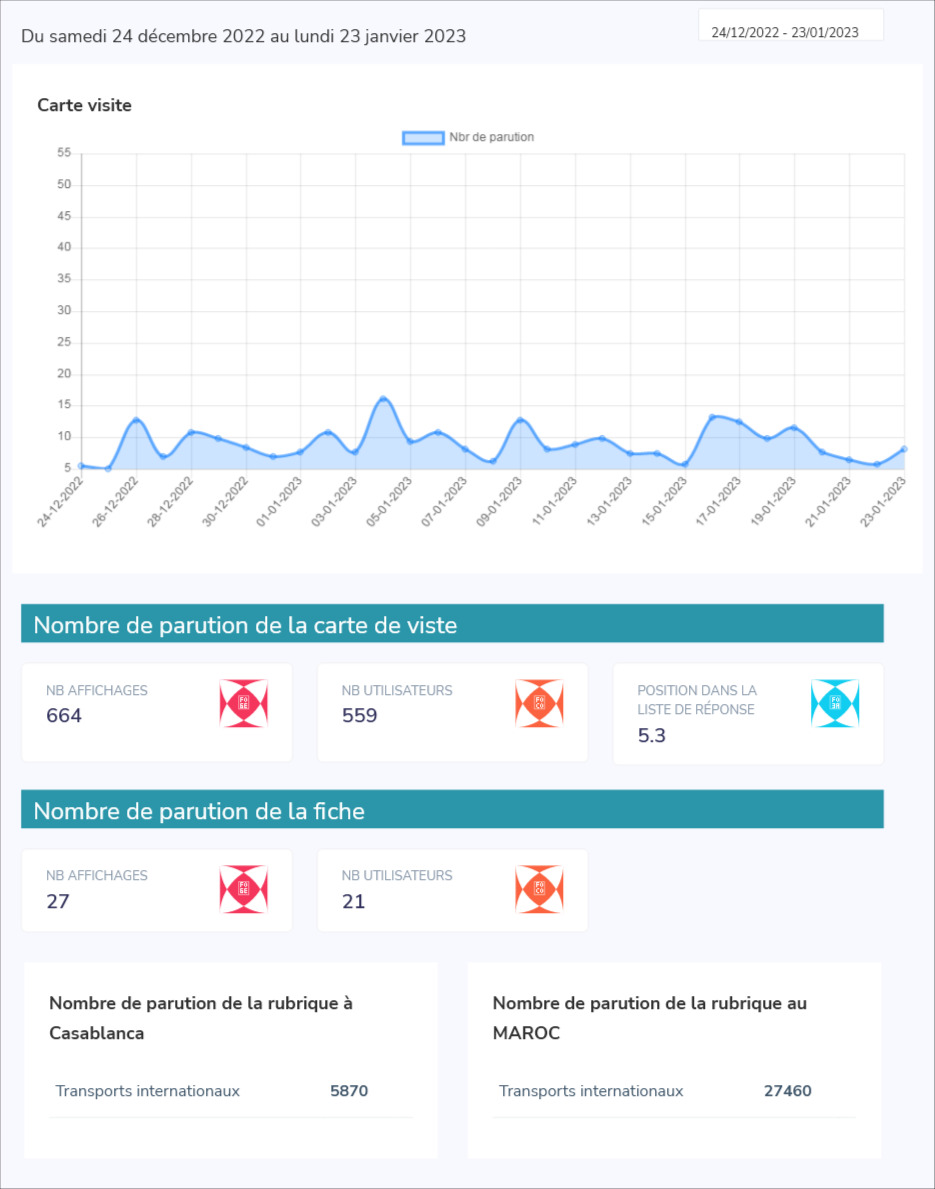 Du samedi 24 décembre 2022 au lundi 23 janvier 2023
24/12/2022 - 23/01/2023
Carte visite
Nbr de parution
55
50
45
40
35
30
25
20
15
10
5
24-12-2022
26-12-2022
28-12-2022
30-12-2022
01-01-2023
03-01-2023
05-01-2023
07-01-2023
09-01-2023
11-01-2023
13-01-2023
15-01-2023
17-01-2023
19-01-2023
21-01-2023
23-01-2023
Nombre de parution de la carte de viste
NB AFFICHAGES
664
NB UTILISATEURS
559
POSITION DANS LA
LISTE DE RÉPONSE
5.3
Nombre de parution de la fiche
NB AFFICHAGES
27
NB UTILISATEURS
21
Nombre de parution de la rubrique à
Casablanca
Transports internationaux 5870
Nombre de parution de la rubrique au
MAROC
Transports internationaux 27460